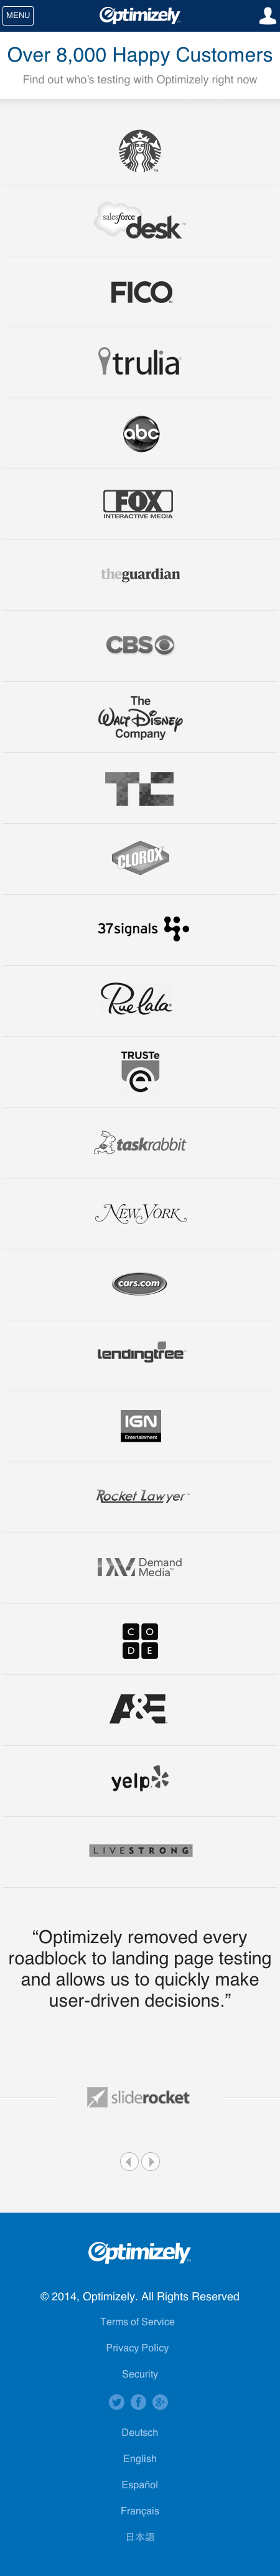 MENU
Optimizely
Over 8,000 Happy Customers
Find out who's testing with Optimizely right now
salesforce
desk
FICO
trulia
abc
FOX
INTERACTIVE MEDIA
theguardian
CBS
The
WALT DISNEY
Company
TC
CLOROX
37signals
Ruelala
TRUSTe
taskrabbit
NEW YORK
cars.com
lendingtree
IGN
Entertainment
ROCKET LAWYER
Demand
Media
C O
D E
A&E
yelp
LIVESTRONG
“Optimizely removed every
roadblock to landing page testing
and allows us to quickly make
user-driven decisions.”
sliderocket
Optimizely
© 2014, Optimizely. All Rights Reserved
Terms of Service
Privacy Policy
Security
Deutsch
English
Español
Français
日本語